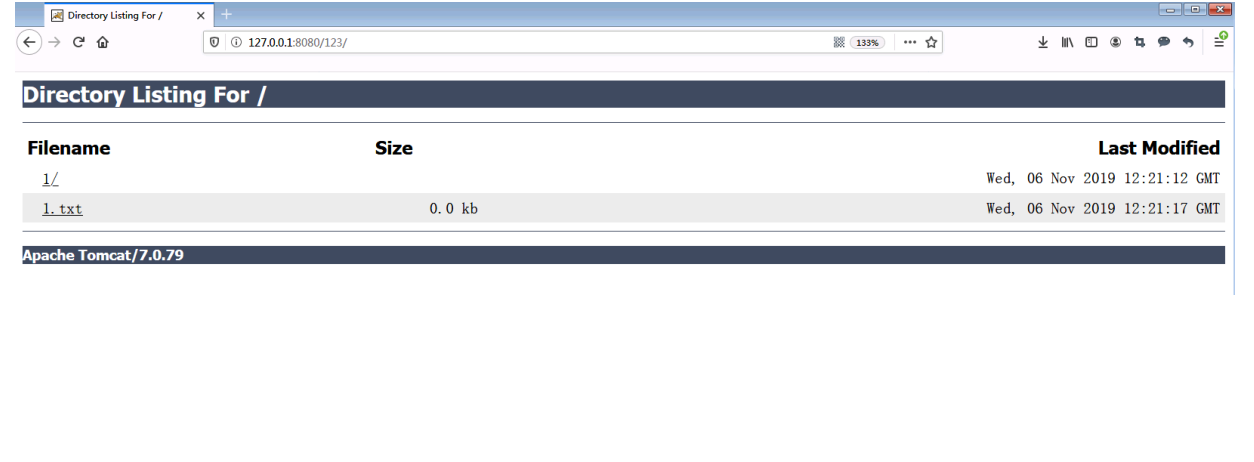 Directory Listing For /
127.0.0.1:8080/123/
133%
Directory Listing For /
Filename Size Last Modified
1/ Wed, 06 Nov 2019 12:21:12 GMT
1.txt 0.0 kb Wed, 06 Nov 2019 12:21:17 GMT
Apache Tomcat/7.0.79